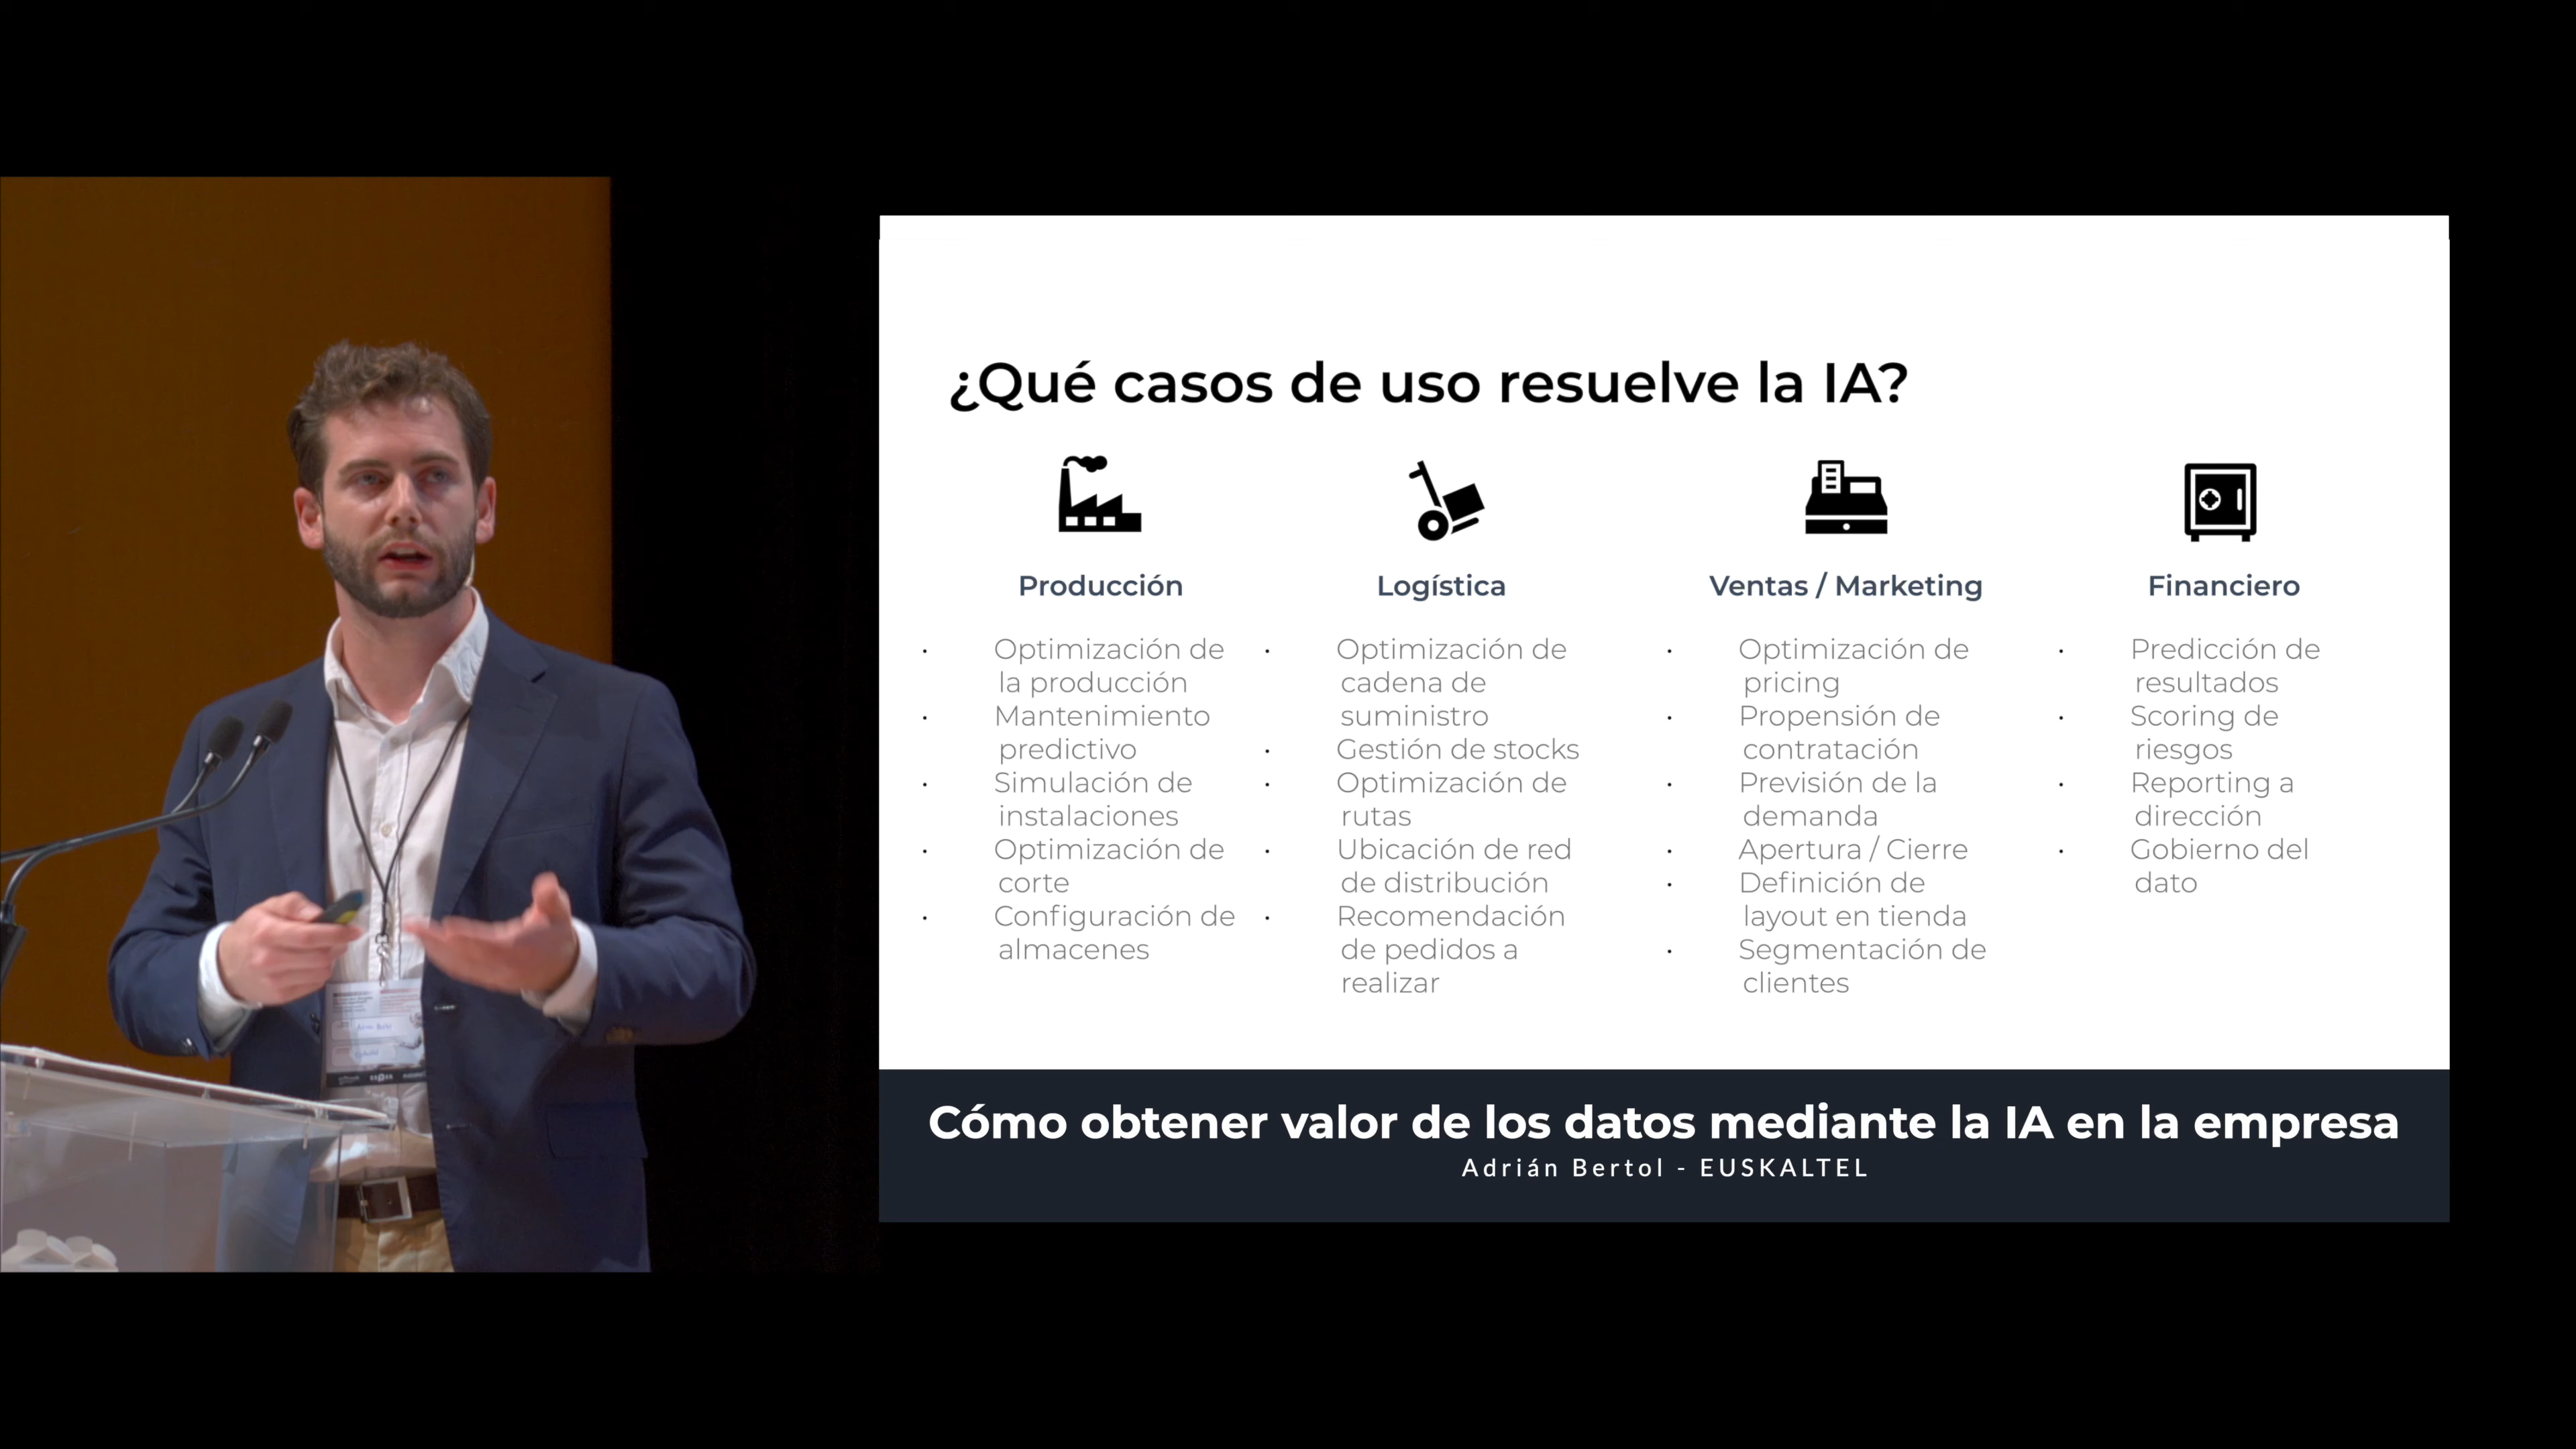 ¿Qué casos de uso resuelve la IA?
Producción
Optimización de
la producción
Mantenimiento
predictivo
Simulación de
instalaciones
Optimización de
corte
Configuración de
almacenes
Logística
Optimización de
cadena de
suministro
Gestión de stocks
Optimización de
rutas
Ubicación de red
de distribución
Recomendación
de pedidos a
realizar
Ventas / Marketing
Optimización de
pricing
Propensión de
contratación
Previsión de la
demanda
Apertura / Cierre
Definición de
layout en tienda
Segmentación de
clientes
Financiero
Predicción de
resultados
Scoring de
riesgos
Reporting a
dirección
Gobierno del
dato
Cómo obtener valor de los datos mediante la IA en la empresa
Adrián Bertol - EUSKALTEL